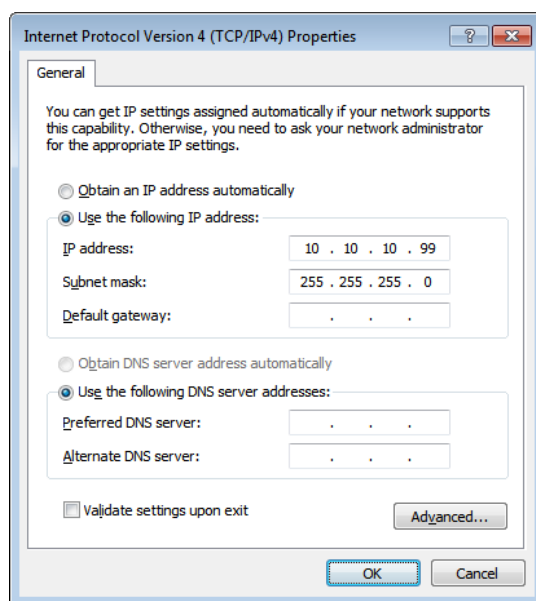 Internet Protocol Version 4 (TCP/IPv4) Properties
?
General
You can get IP settings assigned automatically if your network supports
this capability. Otherwise, you need to ask your network administrator
for the appropriate IP settings.
Obtain an IP address automatically
Use the following IP address:
IP address: 10 . 10 . 10 . 99
Subnet mask: 255 . 255 . 255 . 0
Default gateway: . . .
Obtain DNS server address automatically
Use the following DNS server addresses:
Preferred DNS server: . . .
Alternate DNS server: . . .
Validate settings upon exit
Advanced...
OK Cancel